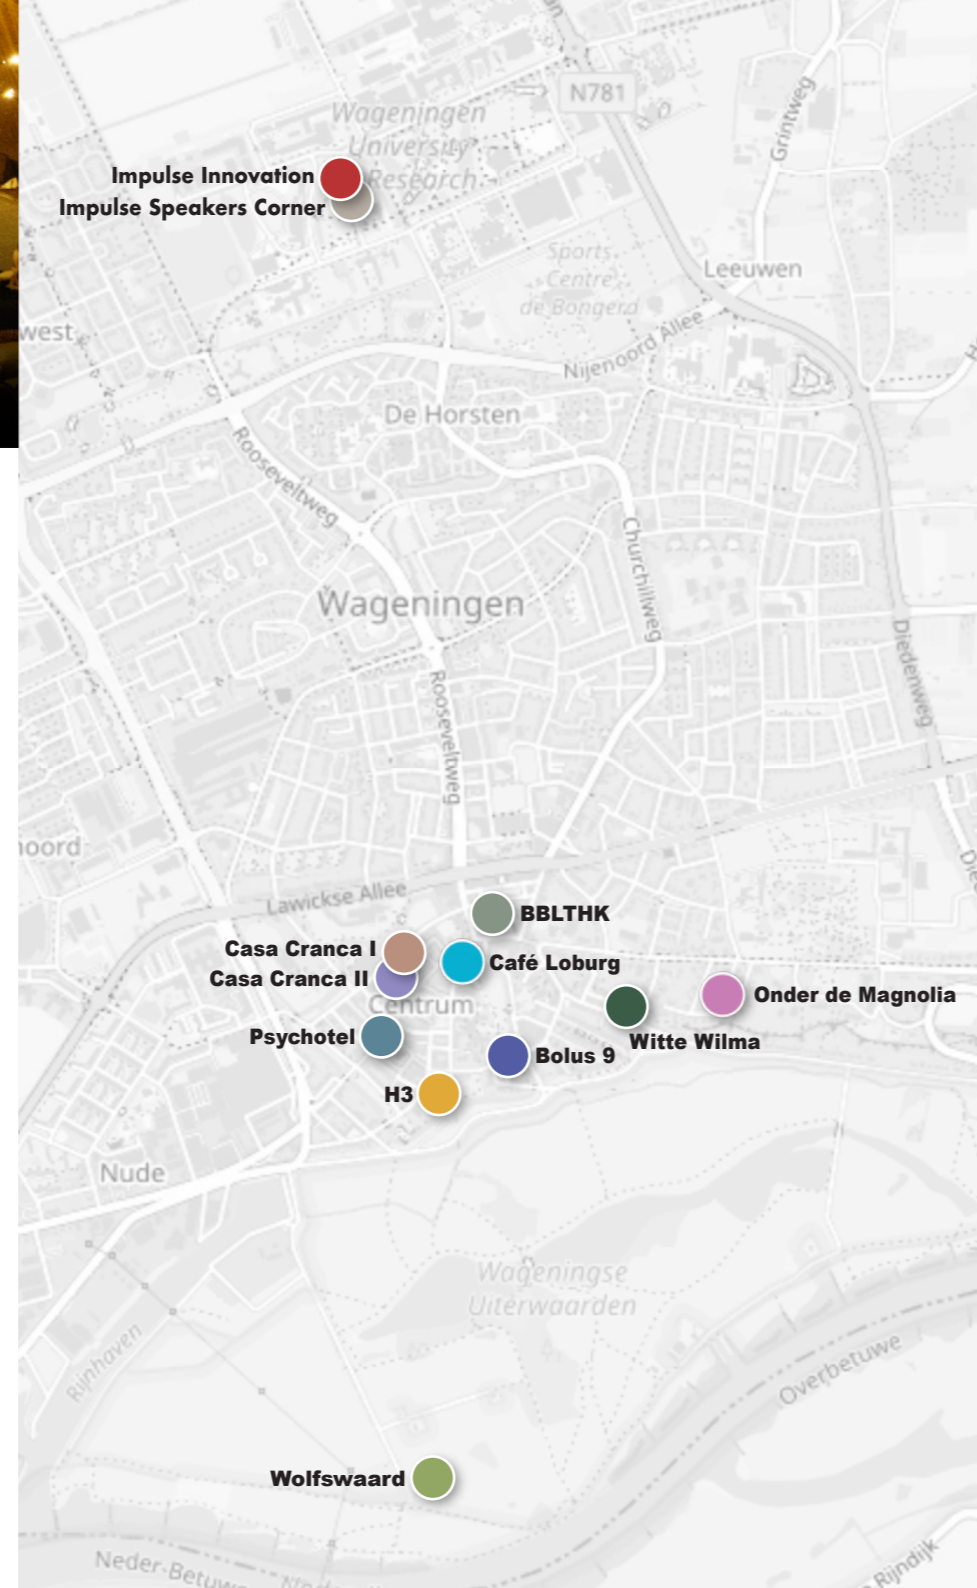 N781
Grintweg
Wageningen
University
Research
Impulse Innovation
Impulse Speakers Corner
Sports
Centre
de Bongerd
Leeuwen
west
Nijenoord Allee
De Horsten
Rooseveltweg
Churchillweg
Wageningen
Diedenweg
Rooseveltweg
noord
Lawickse Allee
BBLTHK
Casa Cranca I
Café Loburg
Casa Cranca II
Onder de Magnolia
Centrum
Psychotel
Witte Wilma
Bolus 9
H3
Nude
Wageningse
Uiterwaarden
Rijnhaven
Overbetuwe
Wolfswaard
Neder-Betuwe
Rijndijk